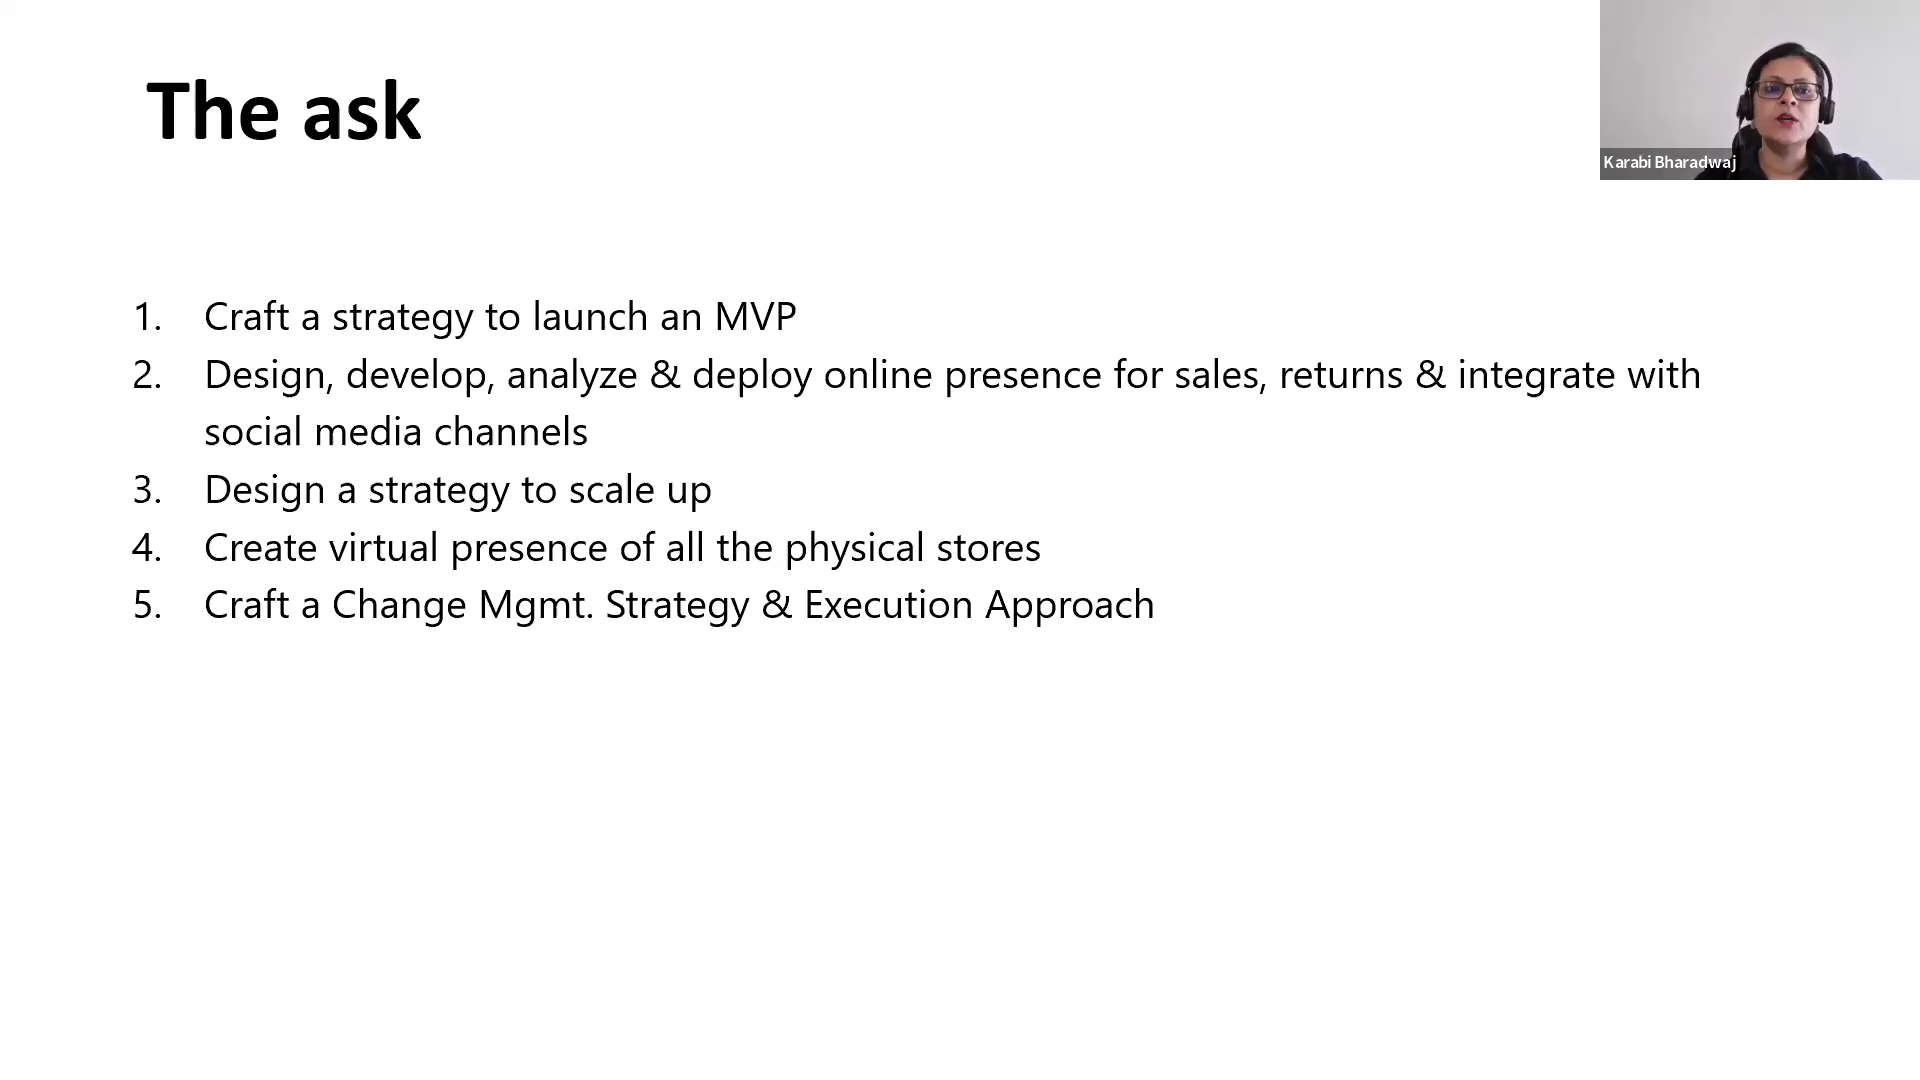 The ask
Karabi Bharadwaj
1. Craft a strategy to launch an MVP
2. Design, develop, analyze & deploy online presence for sales, returns & integrate with
social media channels
3. Design a strategy to scale up
4. Create virtual presence of all the physical stores
5. Craft a Change Mgmt. Strategy & Execution Approach